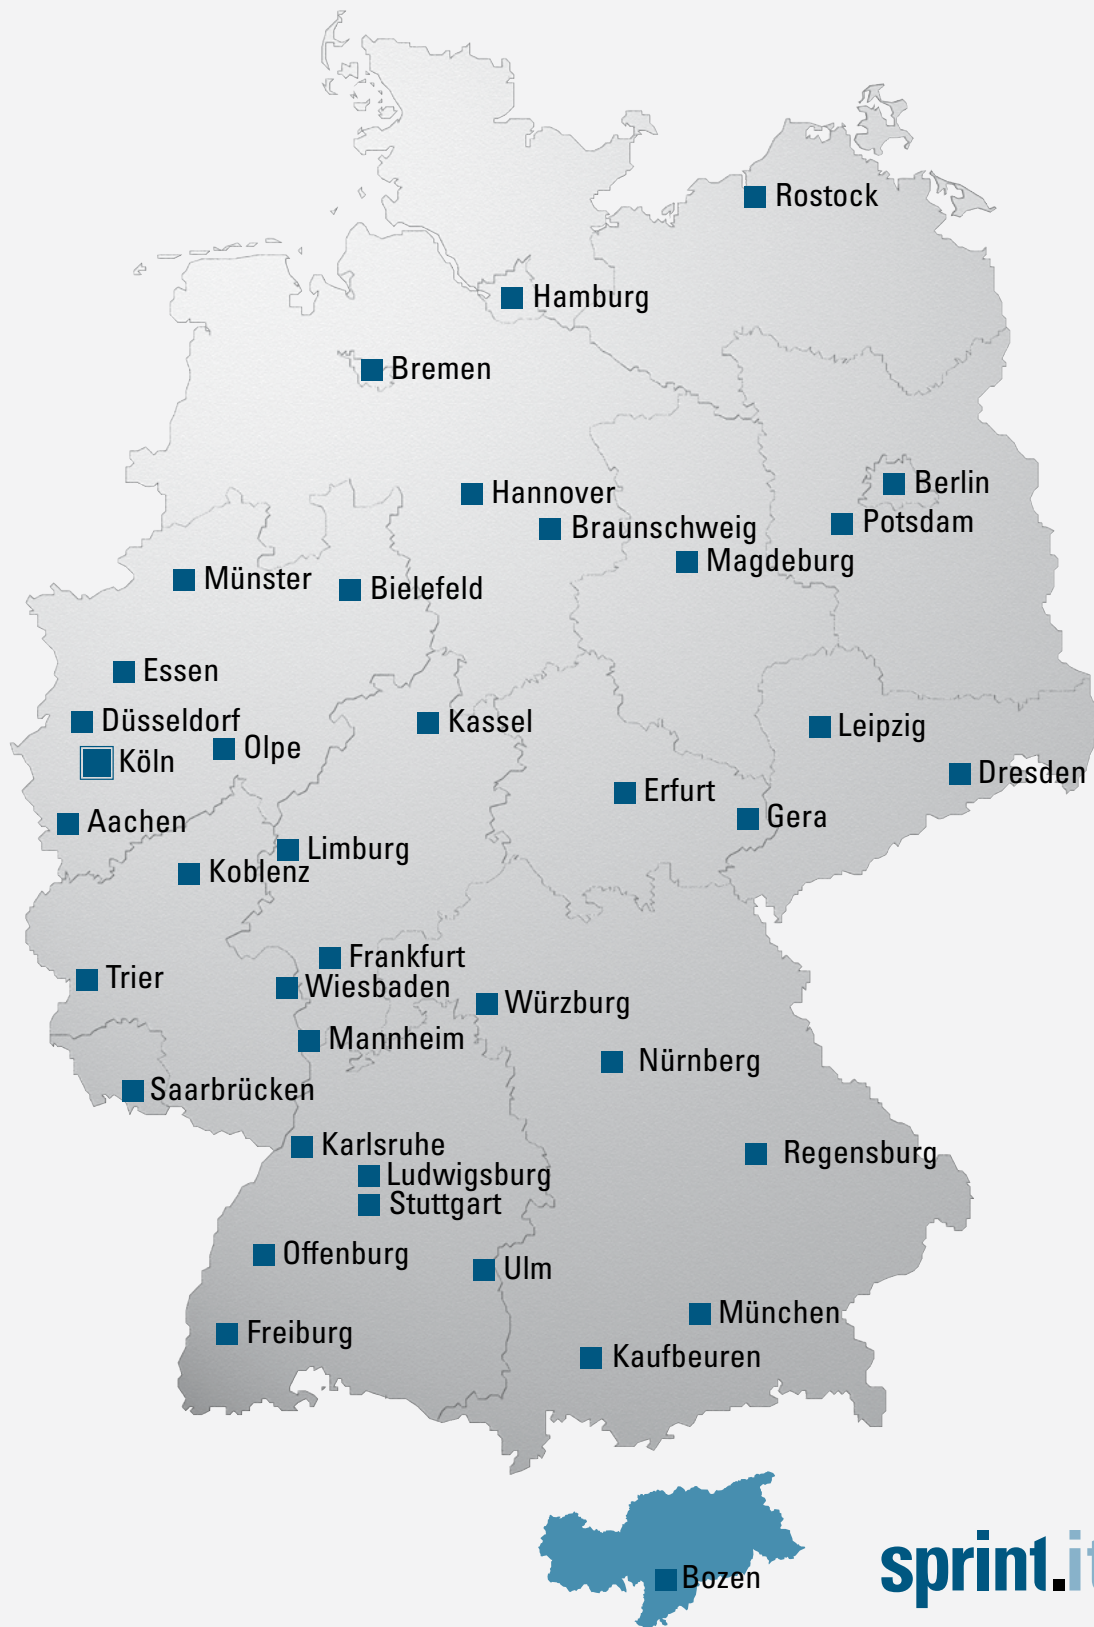 Rostock
Hamburg
Bremen
Berlin
Hannover
Potsdam
Braunschweig
Magdeburg
Münster
Bielefeld
Essen
Düsseldorf
Kassel
Leipzig
Olpe
Köln
Dresden
Erfurt
Gera
Aachen
Limburg
Koblenz
Frankfurt
Trier
Wiesbaden
Würzburg
Mannheim
Nürnberg
Saarbrücken
Karlsruhe
Regensburg
Ludwigsburg
Stuttgart
Offenburg
Ulm
München
Freiburg
Kaufbeuren
Bozen
sprint.it